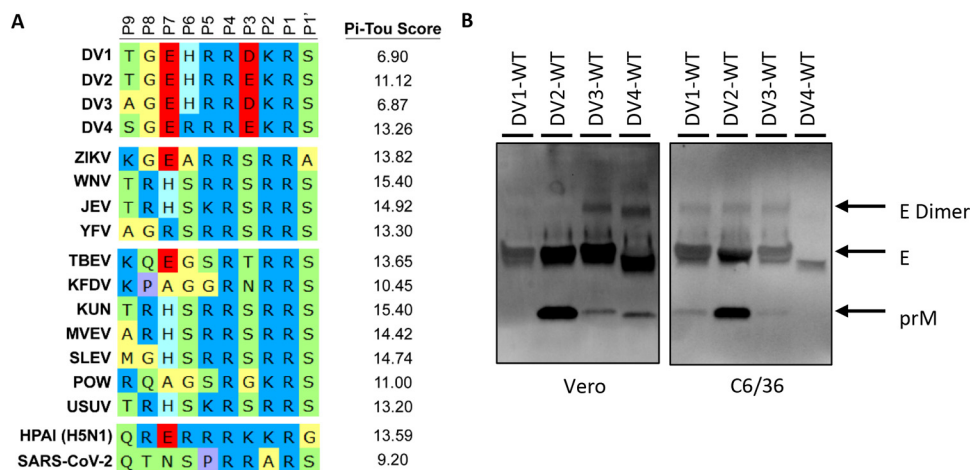 A
P9 P8 P7 P6 P5 P4 P3 P2 P1 P1' Pi-Tou Score
DV1 T G E H R R D K R S 6.90
DV2 T G E H R R E K R S 11.12
DV3 A G E H R R D K R S 6.87
DV4 S G E R R R E K R S 13.26
ZIKV K G E A R R S R R A 13.82
WNV T R H S R R S R R S 15.40
JEV T R H S K R S R R S 14.92
YFV A G R S R R S R R S 13.30
TBEV K Q E G S R T R R S 13.65
KFDV K P A G G R N R R S 10.45
KUN T R H S R R S R R S 15.40
MVEV A R H S R R S R R S 14.42
SLEV M G H S R R S R R S 14.74
POW R Q A G S R G K R S 11.00
USUV T R H S K R S R R S 13.20
HPAI (H5N1) Q R E R R R K K R G 13.59
SARS-CoV-2 Q T N S P R R A R S 9.20
B
DV1-WT DV2-WT DV3-WT DV4-WT DV1-WT DV2-WT DV3-WT DV4-WT
E Dimer
E
prM
Vero C6/36